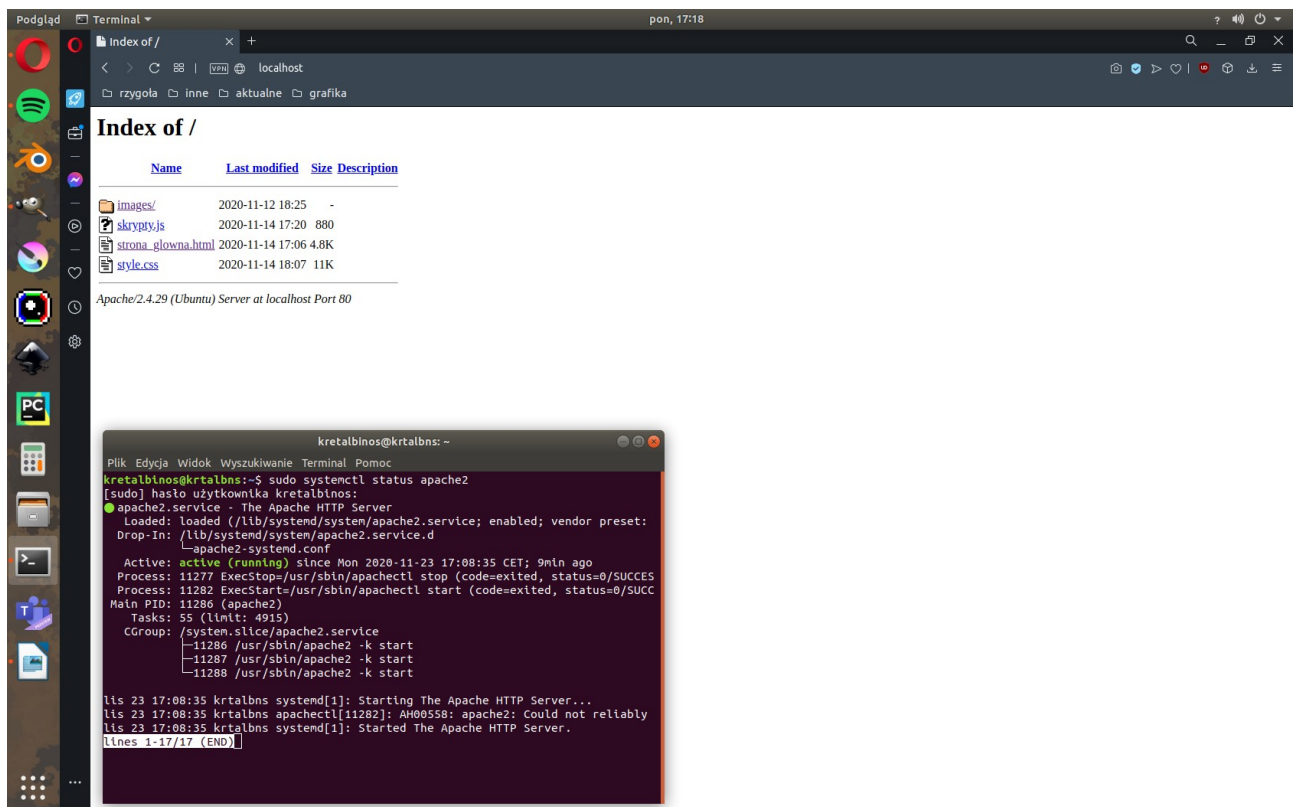 Podgląd Terminal pon, 17:18 ?
Index of /
VPN localhost
rzygoła inne aktualne grafika
Index of /
Name Last modified Size Description
images/ 2020-11-12 18:25 -
skrypty.js 2020-11-14 17:20 880
strona_glowna.html 2020-11-14 17:06 4.8K
style.css 2020-11-14 18:07 11K
Apache/2.4.29 (Ubuntu) Server at localhost Port 80
PC
T
kretalbinos@krtalbns: ~
Plik Edycja Widok Wyszukiwanie Terminal Pomoc
kretalbinos@krtalbns:~$ sudo systemctl status apache2
[sudo] hasło użytkownika kretalbinos:
● apache2.service - The Apache HTTP Server
Loaded: loaded (/lib/systemd/system/apache2.service; enabled; vendor preset:
Drop-In: /lib/systemd/system/apache2.service.d
└─apache2-systemd.conf
Active: active (running) since Mon 2020-11-23 17:08:35 CET; 9min ago
Process: 11277 ExecStop=/usr/sbin/apachectl stop (code=exited, status=0/SUCCES
Process: 11282 ExecStart=/usr/sbin/apachectl start (code=exited, status=0/SUCC
Main PID: 11286 (apache2)
Tasks: 55 (limit: 4915)
CGroup: /system.slice/apache2.service
├─11286 /usr/sbin/apache2 -k start
├─11287 /usr/sbin/apache2 -k start
└─11288 /usr/sbin/apache2 -k start
lis 23 17:08:35 krtalbns systemd[1]: Starting The Apache HTTP Server...
lis 23 17:08:35 krtalbns apachectl[11282]: AH00558: apache2: Could not reliably
lis 23 17:08:35 krtalbns systemd[1]: Started The Apache HTTP Server.
lines 1-17/17 (END)